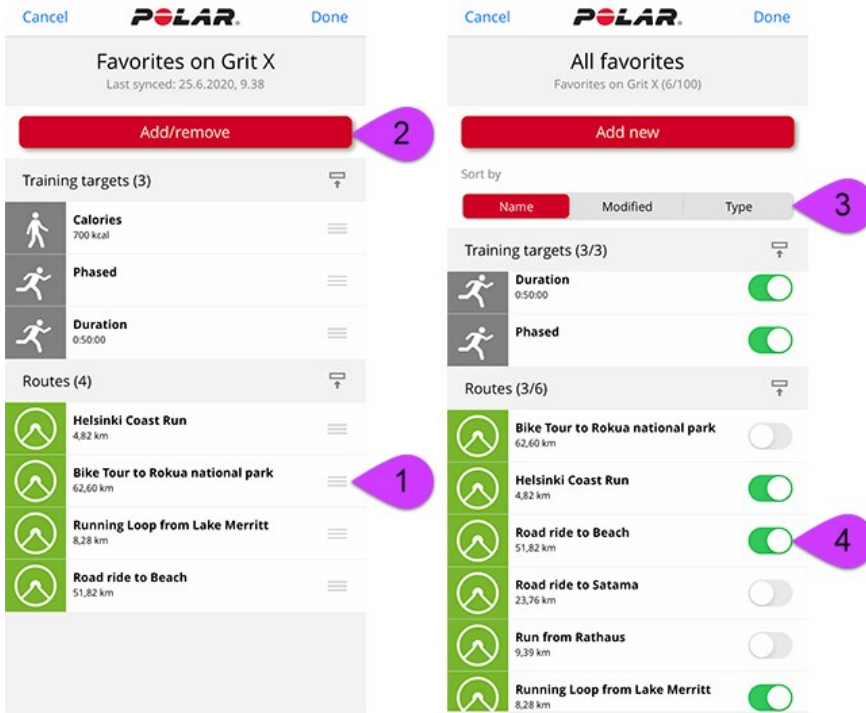 Cancel
POLAR.
Done
Favorites on Grit X
Last synced: 25.6.2020, 9.38
Add/remove
2
Training targets (3)
Calories
700 kcal
Phased
Duration
0:50:00
Routes (4)
Helsinki Coast Run
4,82 km
Bike Tour to Rokua national park
62,60 km
1
Running Loop from Lake Merritt
8,28 km
Road ride to Beach
51,82 km
Cancel
POLAR.
Done
All favorites
Favorites on Grit X (6/100)
Add new
Sort by
Name Modified Type
3
Training targets (3/3)
Duration
0:50:00
Phased
Routes (3/6)
Bike Tour to Rokua national park
62,60 km
Helsinki Coast Run
4,82 km
Road ride to Beach
51,82 km
4
Road ride to Satama
23,76 km
Run from Rathaus
9,39 km
Running Loop from Lake Merritt
8,28 km